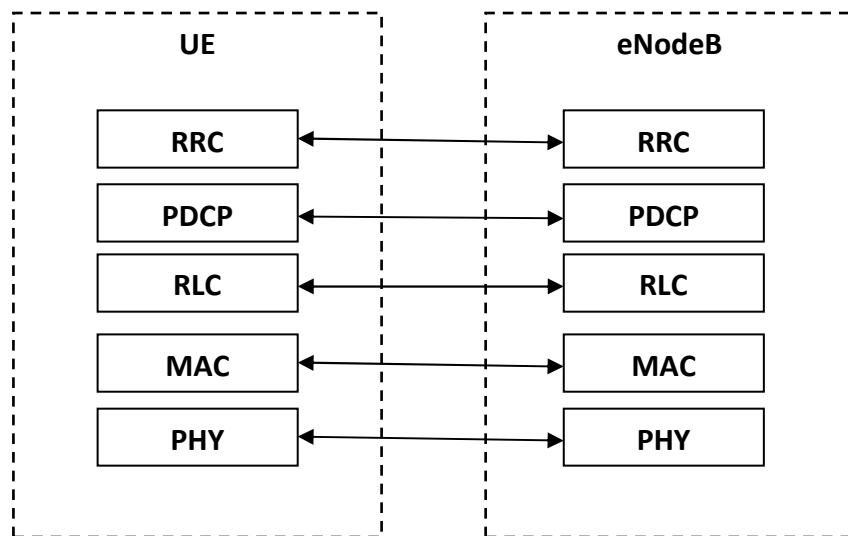 UE
eNodeB
RRC
RRC
PDCP
PDCP
RLC
RLC
MAC
MAC
PHY
PHY